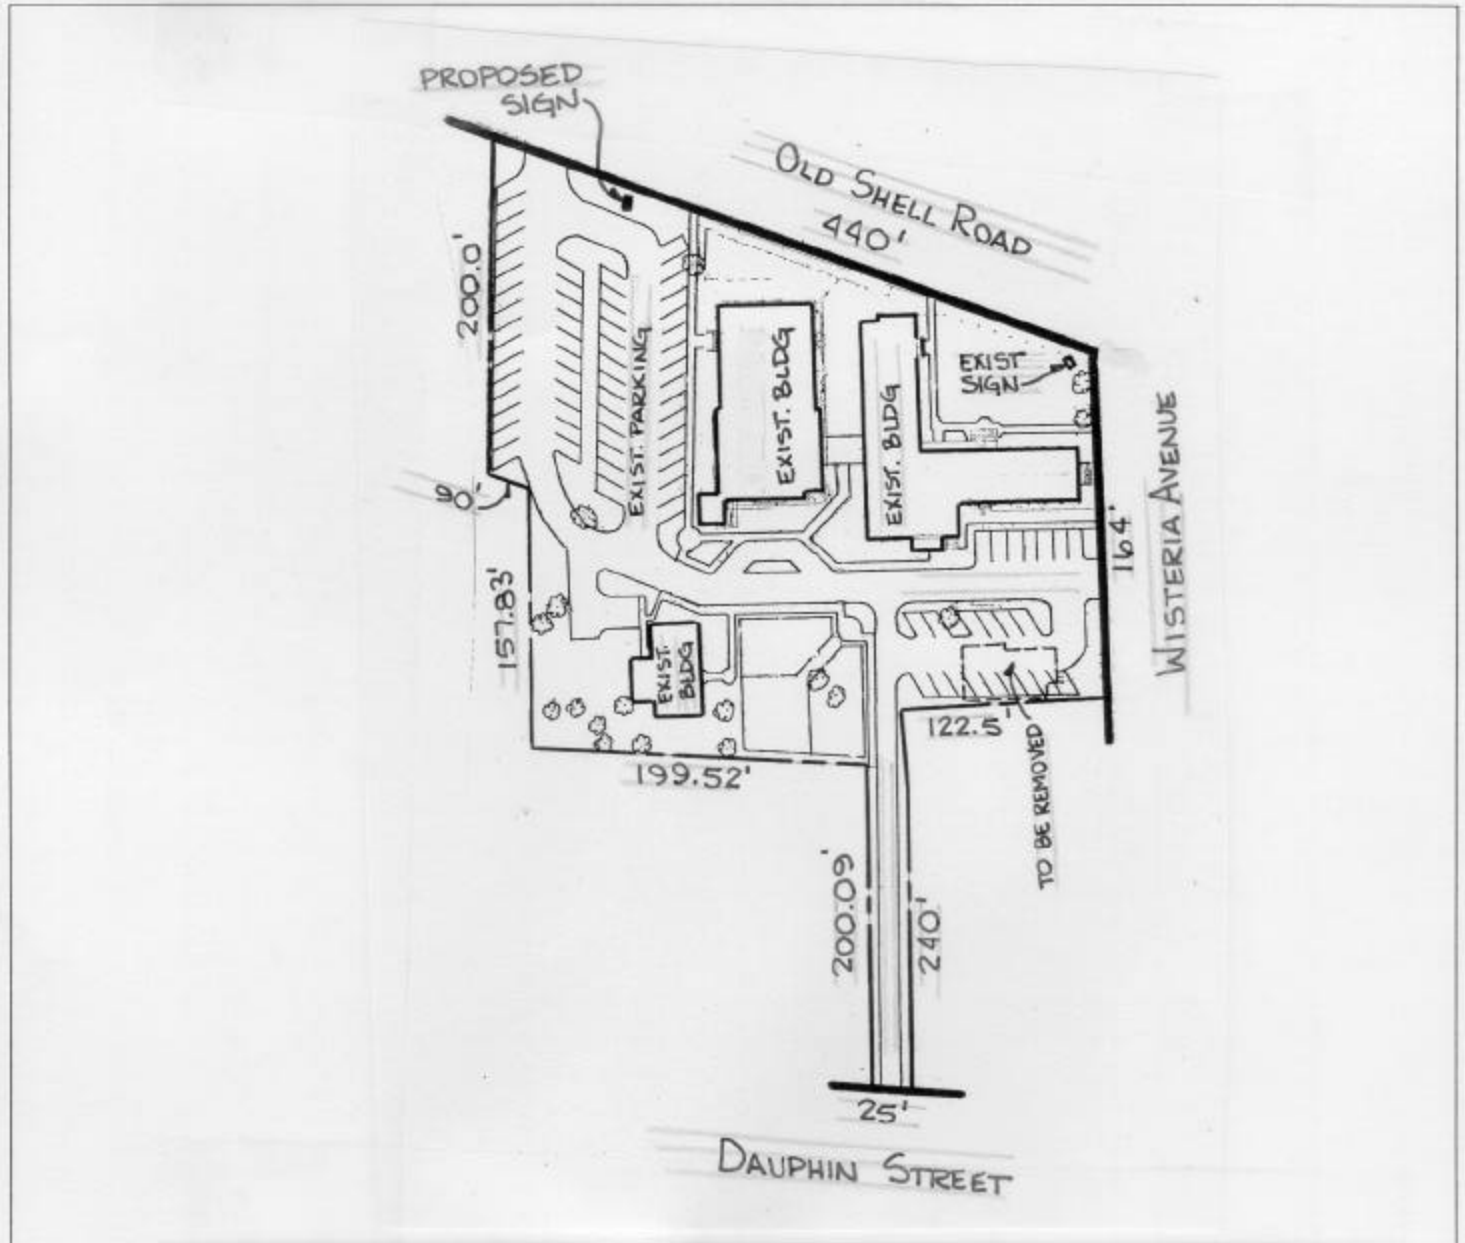 PROPOSED
SIGN
OLD SHELL ROAD
440'
200.0'
EXIST. PARKING
EXIST. BLDG
EXIST. BLDG
EXIST
SIGN
WISTERIA AVENUE
164'
157.83'
EXIST.
BLDG
122.5'
TO BE REMOVED
199.52'
200.09'
240'
25'
DAUPHIN STREET